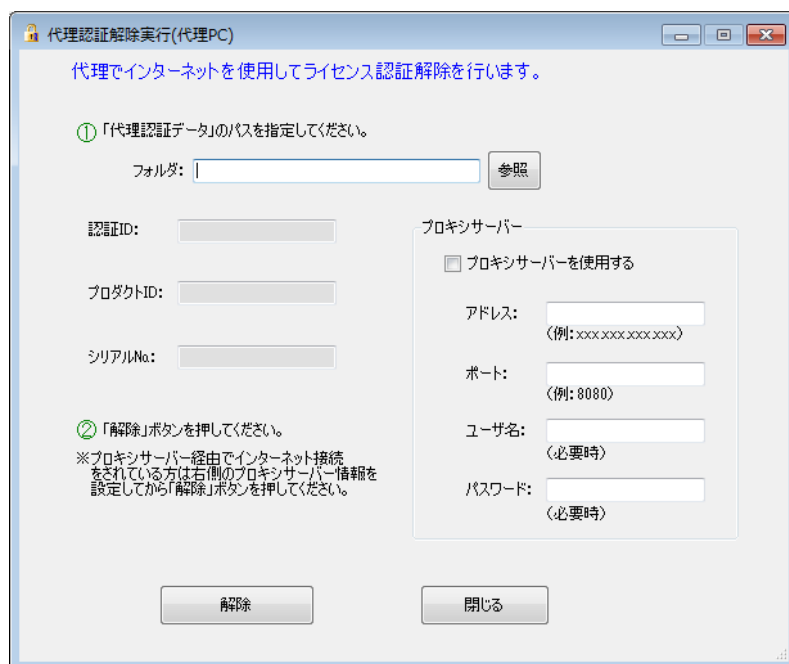 代理認証解除実行(代理PC)
代理でインターネットを使用してライセンス認証解除を行います。
①「代理認証データ」のパスを指定してください。
フォルダ:
参照
認証ID:
プロダクトID:
シリアルNo:
②「解除」ボタンを押してください。
※プロキシサーバー経由でインターネット接続
をされている方は右側のプロキシサーバー情報を
設定してから「解除」ボタンを押してください。
プロキシサーバー
プロキシサーバーを使用する
アドレス:
(例:xxx.xxx.xxx.xxx)
ポート:
(例:8080)
ユーザ名:
(必要時)
パスワード:
(必要時)
解除
閉じる